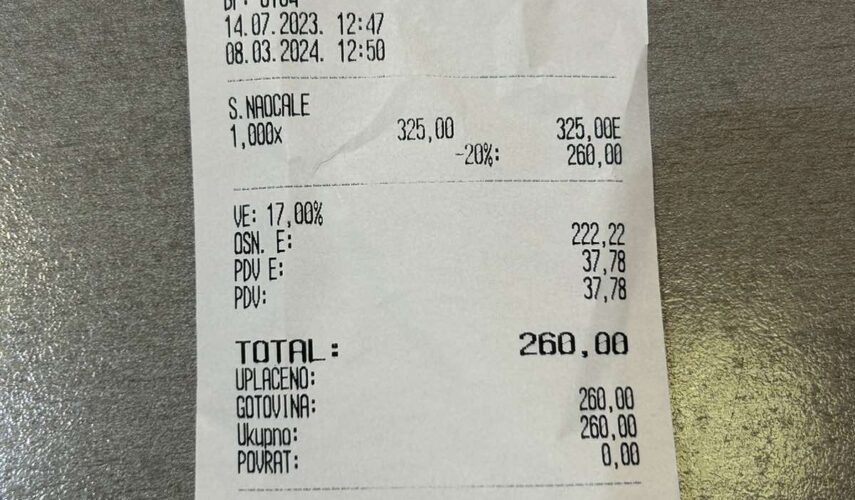 14.07.2023. 12:47
08.03.2024. 12:50
S.NAOCALE
1,000x 325,00 325,00E
-20%: 260,00
VE: 17,00%
OSN. E: 222,22
PDV E: 37,78
PDV: 37,78
TOTAL: 260,00
UPLACENO:
GOTOVINA: 260,00
Ukupno: 260,00
POVRAT: 0,00